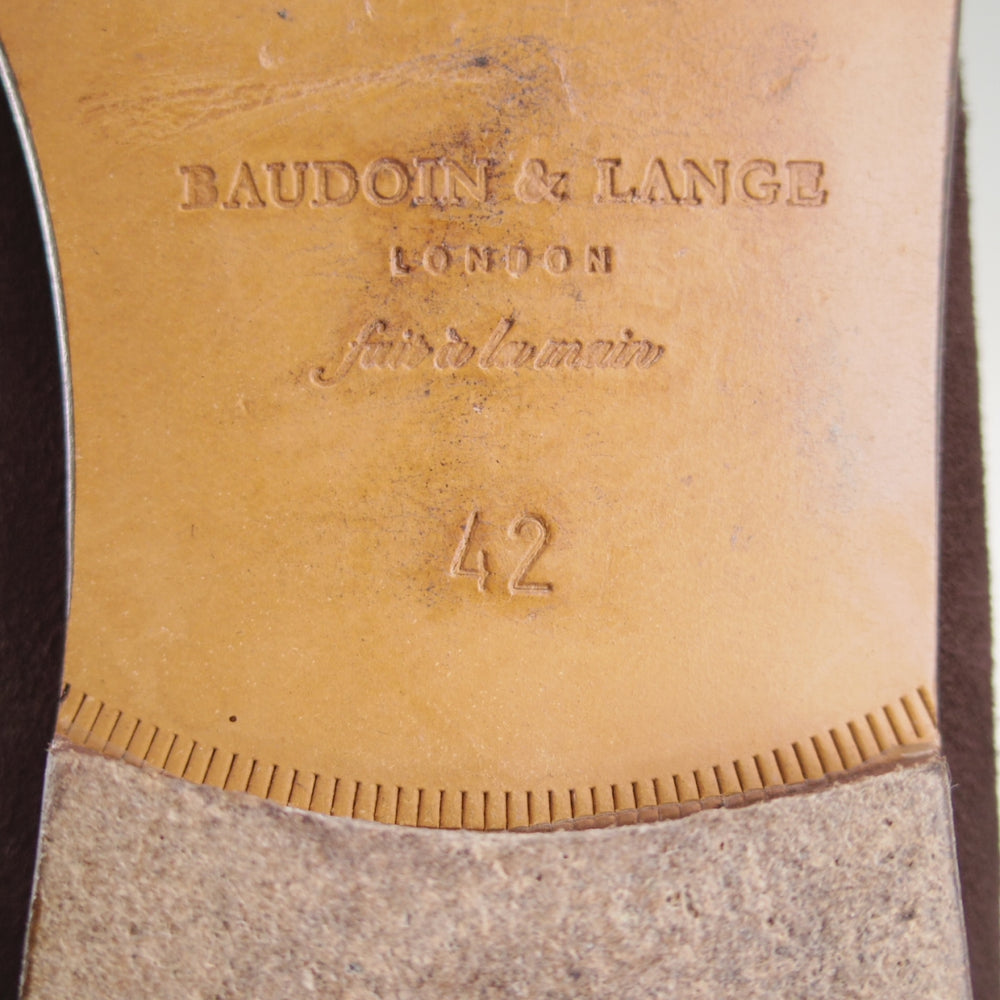 BAUDOIN & LANGE
LONDON
fait à la main
42